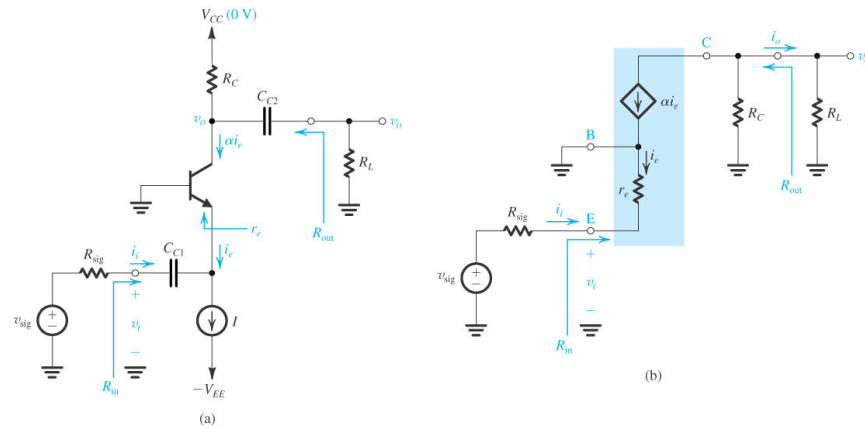 V_CC (0 V)
R_C
C_C2
v_o
v_o
αi_e
R_L
R_out
r_e
i_i
C_C1
i_e
R_sig
v_sig
+
−
+
v_i
−
I
R_in
−V_EE
(a)
C
i_o
v
αi_e
R_C
R_L
B
i_e
R_out
r_e
R_sig
i_i
E
v_sig
+
−
+
v_i
−
R_in
(b)